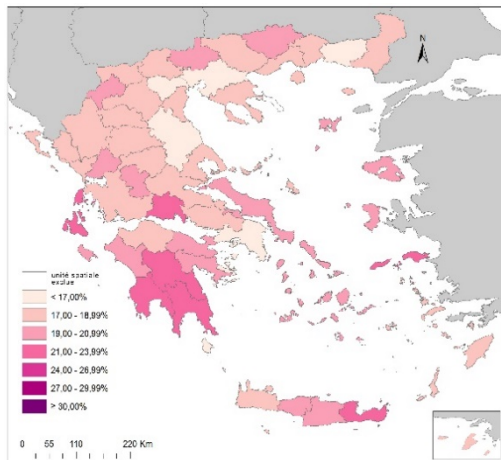 N
unité spatiale
exclue
< 17,00%
17,00 - 18,99%
19,00 - 20,99%
21,00 - 23,99%
24,00 - 26,99%
27,00 - 29,99%
> 30,00%
0 55 110 220 Km